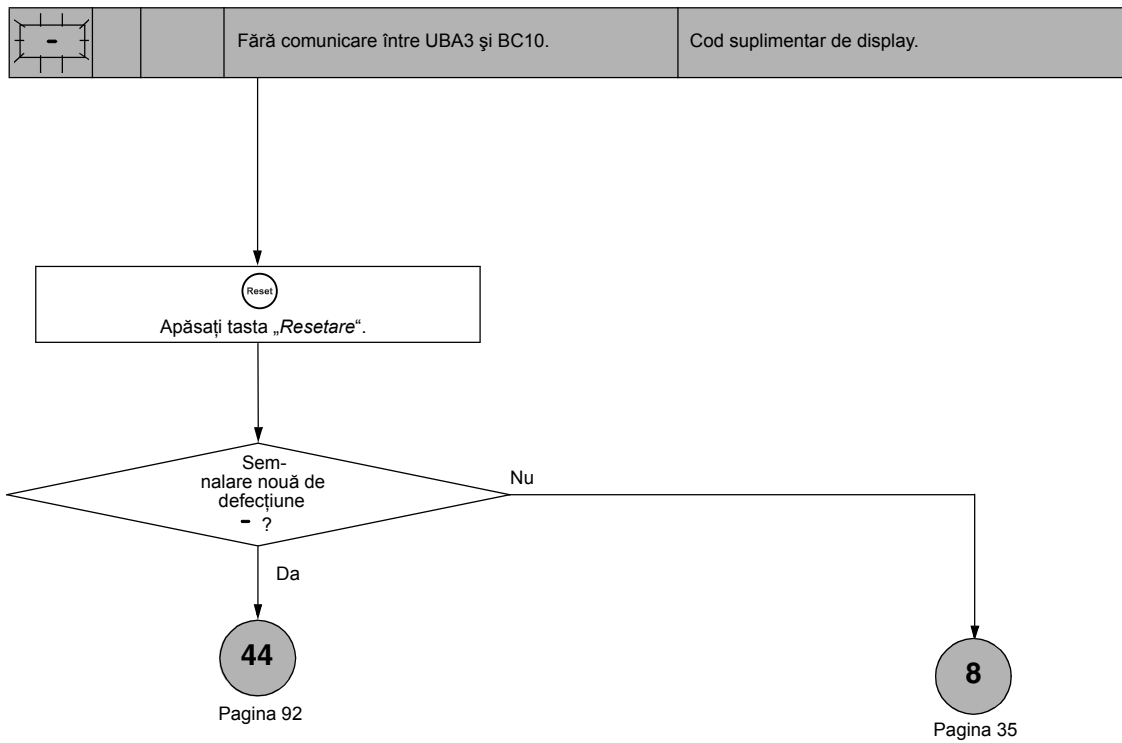 - Fără comunicare între UBA3 şi BC10. Cod suplimentar de display.
Reset
Apăsați tasta „Resetare“.
Sem-
nalare nouă de
defecțiune
- ?
Nu
Da
44
Pagina 92
8
Pagina 35